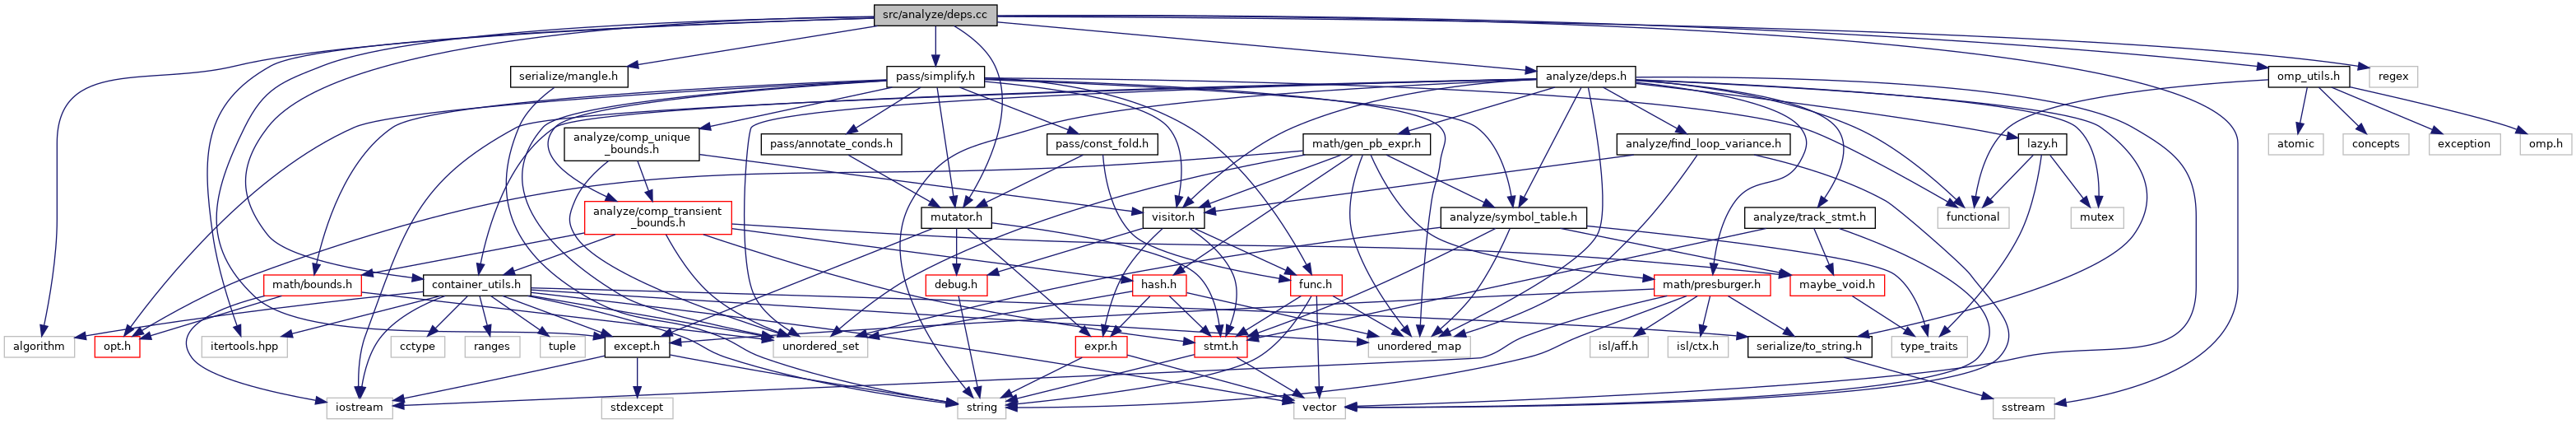 src/analyze/deps.cc
serialize/mangle.h
pass/simplify.h
analyze/deps.h
omp_utils.h
regex
analyze/comp_unique
_bounds.h
pass/annotate_conds.h
pass/const_fold.h
math/gen_pb_expr.h
analyze/find_loop_variance.h
lazy.h
atomic
concepts
exception
omp.h
analyze/comp_transient
_bounds.h
mutator.h
visitor.h
analyze/symbol_table.h
analyze/track_stmt.h
functional
mutex
math/bounds.h
container_utils.h
debug.h
hash.h
func.h
math/presburger.h
maybe_void.h
algorithm
opt.h
itertools.hpp
cctype
ranges
tuple
except.h
unordered_set
expr.h
stmt.h
unordered_map
isl/aff.h
isl/ctx.h
serialize/to_string.h
type_traits
iostream
stdexcept
string
vector
sstream